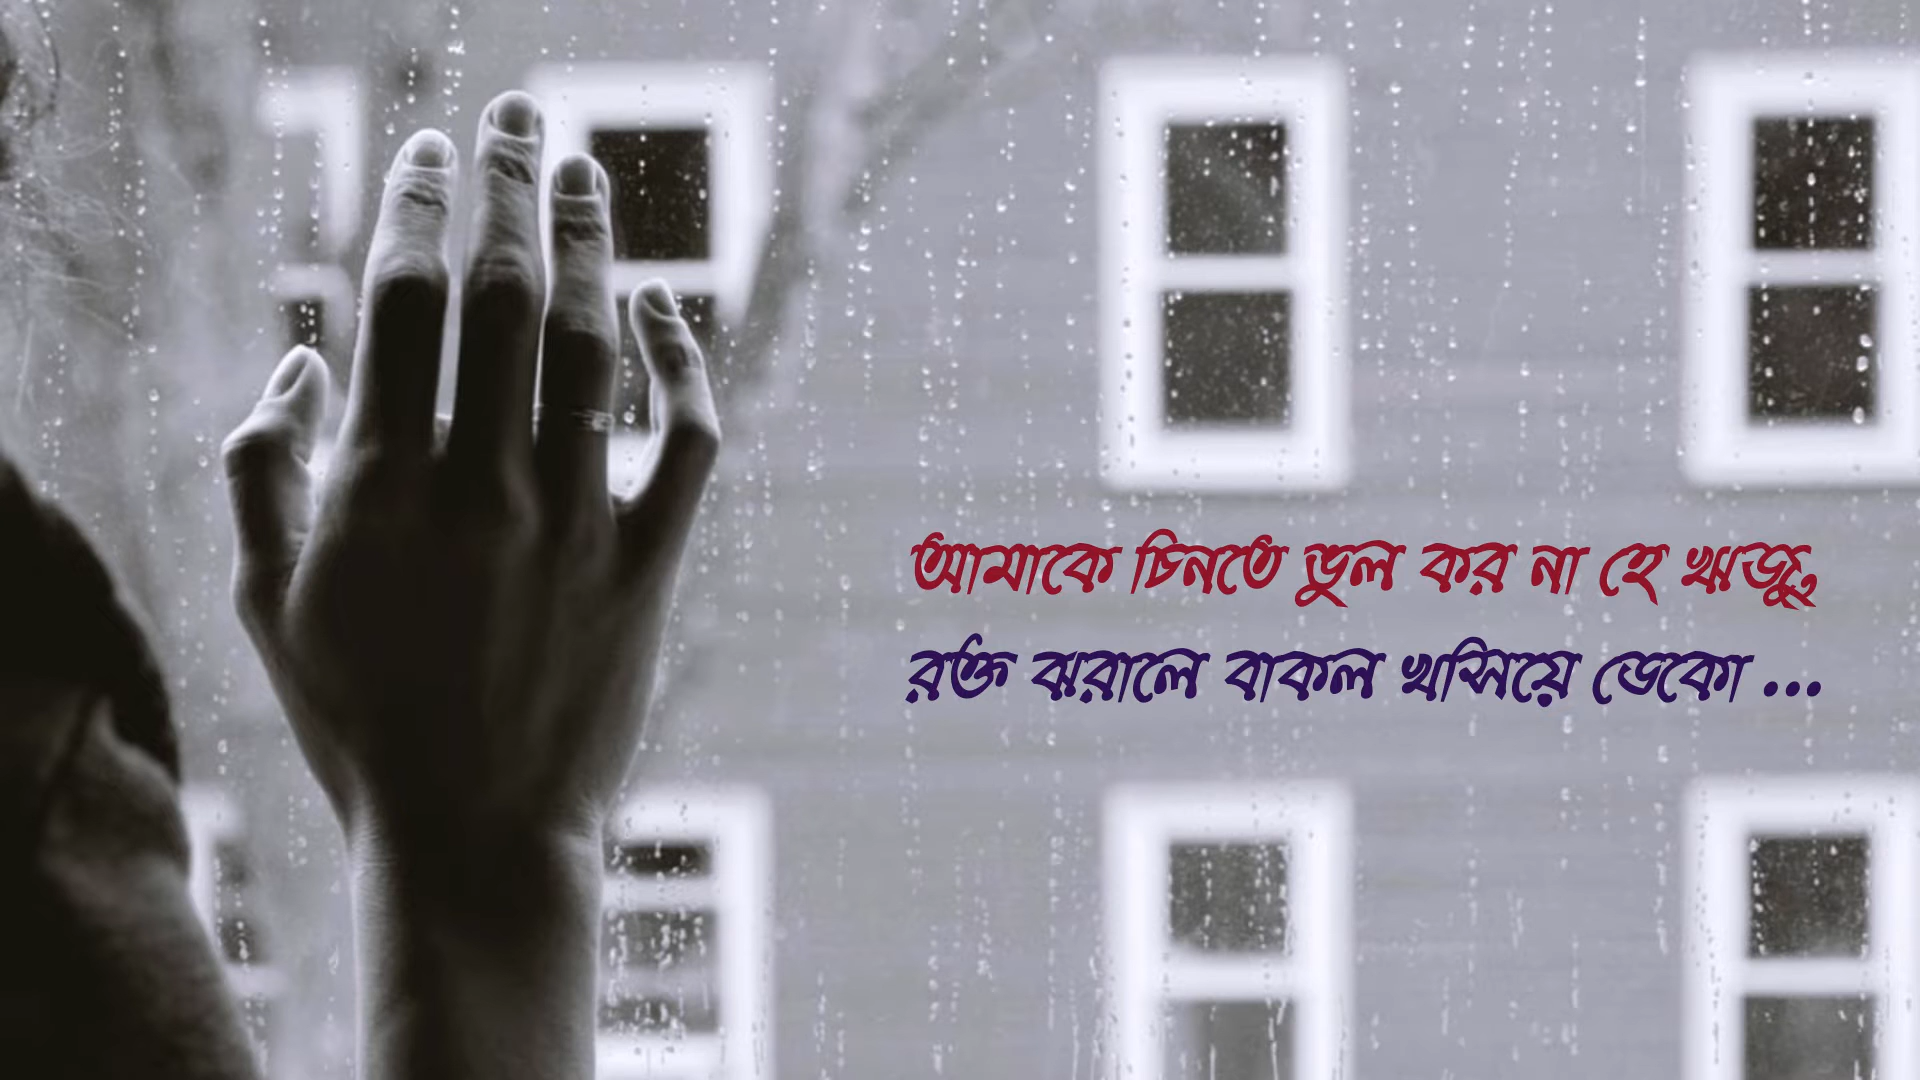 আমাকে চিনতে ভুল কর না হে ঋজু
রক্ত ঝরালে বাকল খসিয়ে ডেকো ...